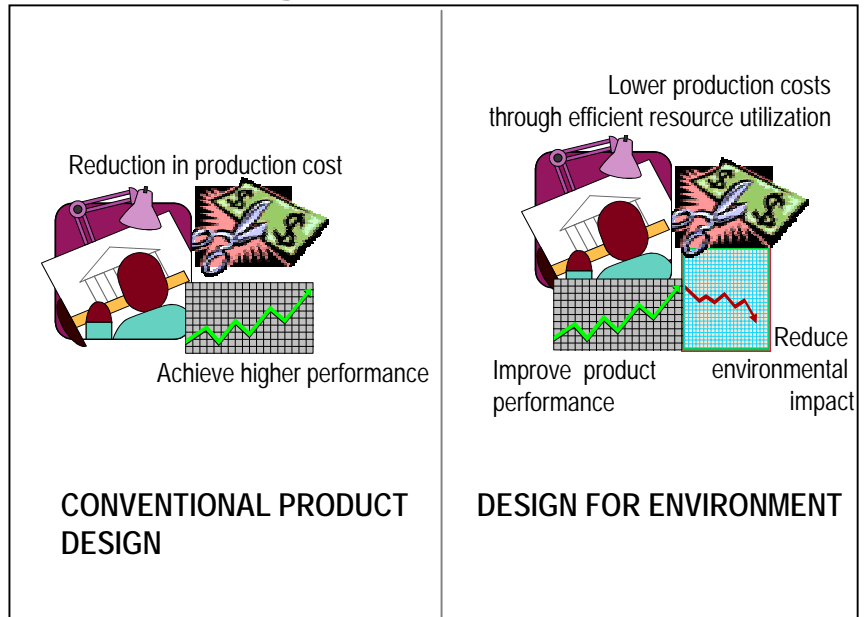 Reduction in production cost
Achieve higher performance
CONVENTIONAL PRODUCT
DESIGN
Lower production costs
through efficient resource utilization
Improve product
performance
Reduce
environmental
impact
DESIGN FOR ENVIRONMENT